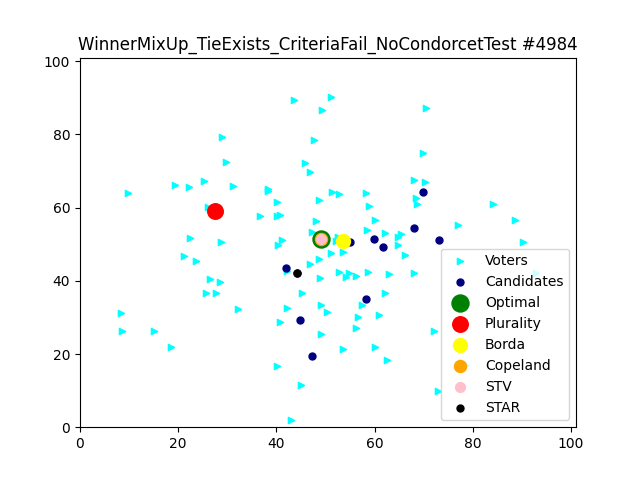 WinnerMixUp_TieExists_CriteriaFail_NoCondorcetTest #4984
100
80
60
40
20
0
0 20 40 60 80 100
Voters
Candidates
Optimal
Plurality
Borda
Copeland
STV
STAR